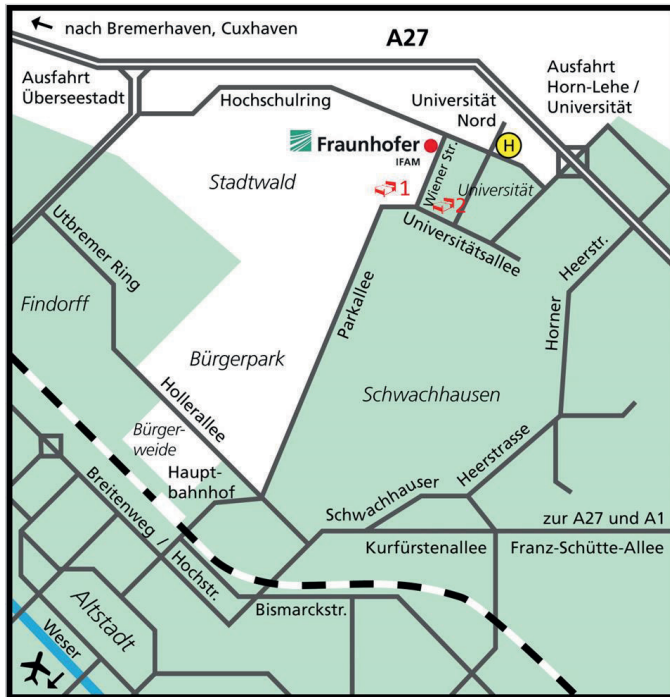 nach Bremerhaven, Cuxhaven
A27
Ausfahrt
Überseestadt
Hochschulring
Universität
Nord
Ausfahrt
Horn-Lehe /
Universität
H
Fraunhofer
IFAM
Wiener Str.
Stadtwald
1
2
Universität
Universitätsallee
Utbremer Ring
Findorff
Parkallee
Horner
Heerstr.
Bürgerpark
Hollerallee
Schwachhausen
Bürger-
weide
Haupt-
bahnhof
Schwachhauser
Heerstrasse
Breitenweg /
Hochstr.
zur A27 und A1
Kurfürstenallee
Franz-Schütte-Allee
Altstadt
Bismarckstr.
Weser